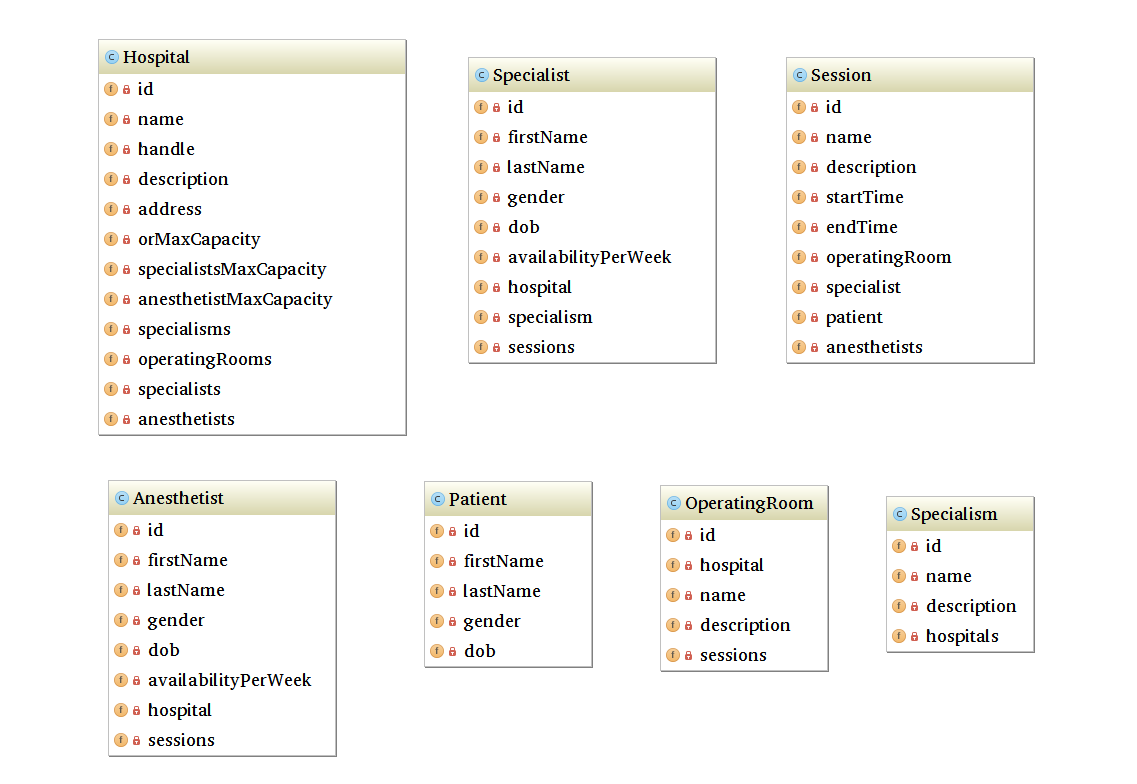 Hospital
id
name
handle
description
address
orMaxCapacity
specialistsMaxCapacity
anesthetistMaxCapacity
specialisms
operatingRooms
specialists
anesthetists
Specialist
id
firstName
lastName
gender
dob
availabilityPerWeek
hospital
specialism
sessions
Session
id
name
description
startTime
endTime
operatingRoom
specialist
patient
anesthetists
Anesthetist
id
firstName
lastName
gender
dob
availabilityPerWeek
hospital
sessions
Patient
id
firstName
lastName
gender
dob
OperatingRoom
id
hospital
name
description
sessions
Specialism
id
name
description
hospitals